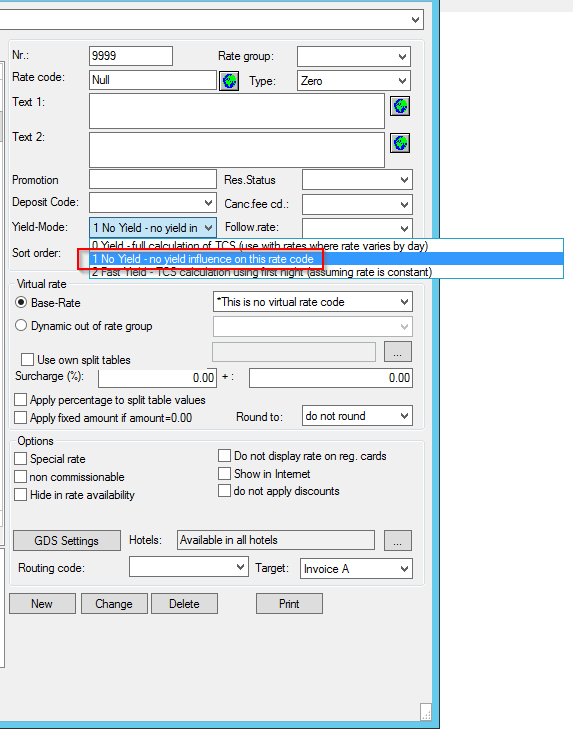 Nr.: 9999 Rate group:
Rate code: Null Type: Zero
Text 1:
Text 2:
Promotion Res.Status
Deposit Code: Canc.fee cd.:
Yield-Mode: 1 No Yield - no yield in Follow.rate:
0 Yield - full calculation of TCS (use with rates where rate varies by day)
Sort order: 1 No Yield - no yield influence on this rate code
2 Fast Yield - TCS calculation using first night (assuming rate is constant)
Virtual rate
Base-Rate *This is no virtual rate code
Dynamic out of rate group
Use own split tables ...
Surcharge (%): 0.00 + : 0.00
Apply percentage to split table values
Apply fixed amount if amount=0.00 Round to: do not round
Options
Special rate Do not display rate on reg. cards
non commissionable Show in Internet
Hide in rate availability do not apply discounts
GDS Settings Hotels: Available in all hotels ...
Routing code: Target: Invoice A
New Change Delete Print